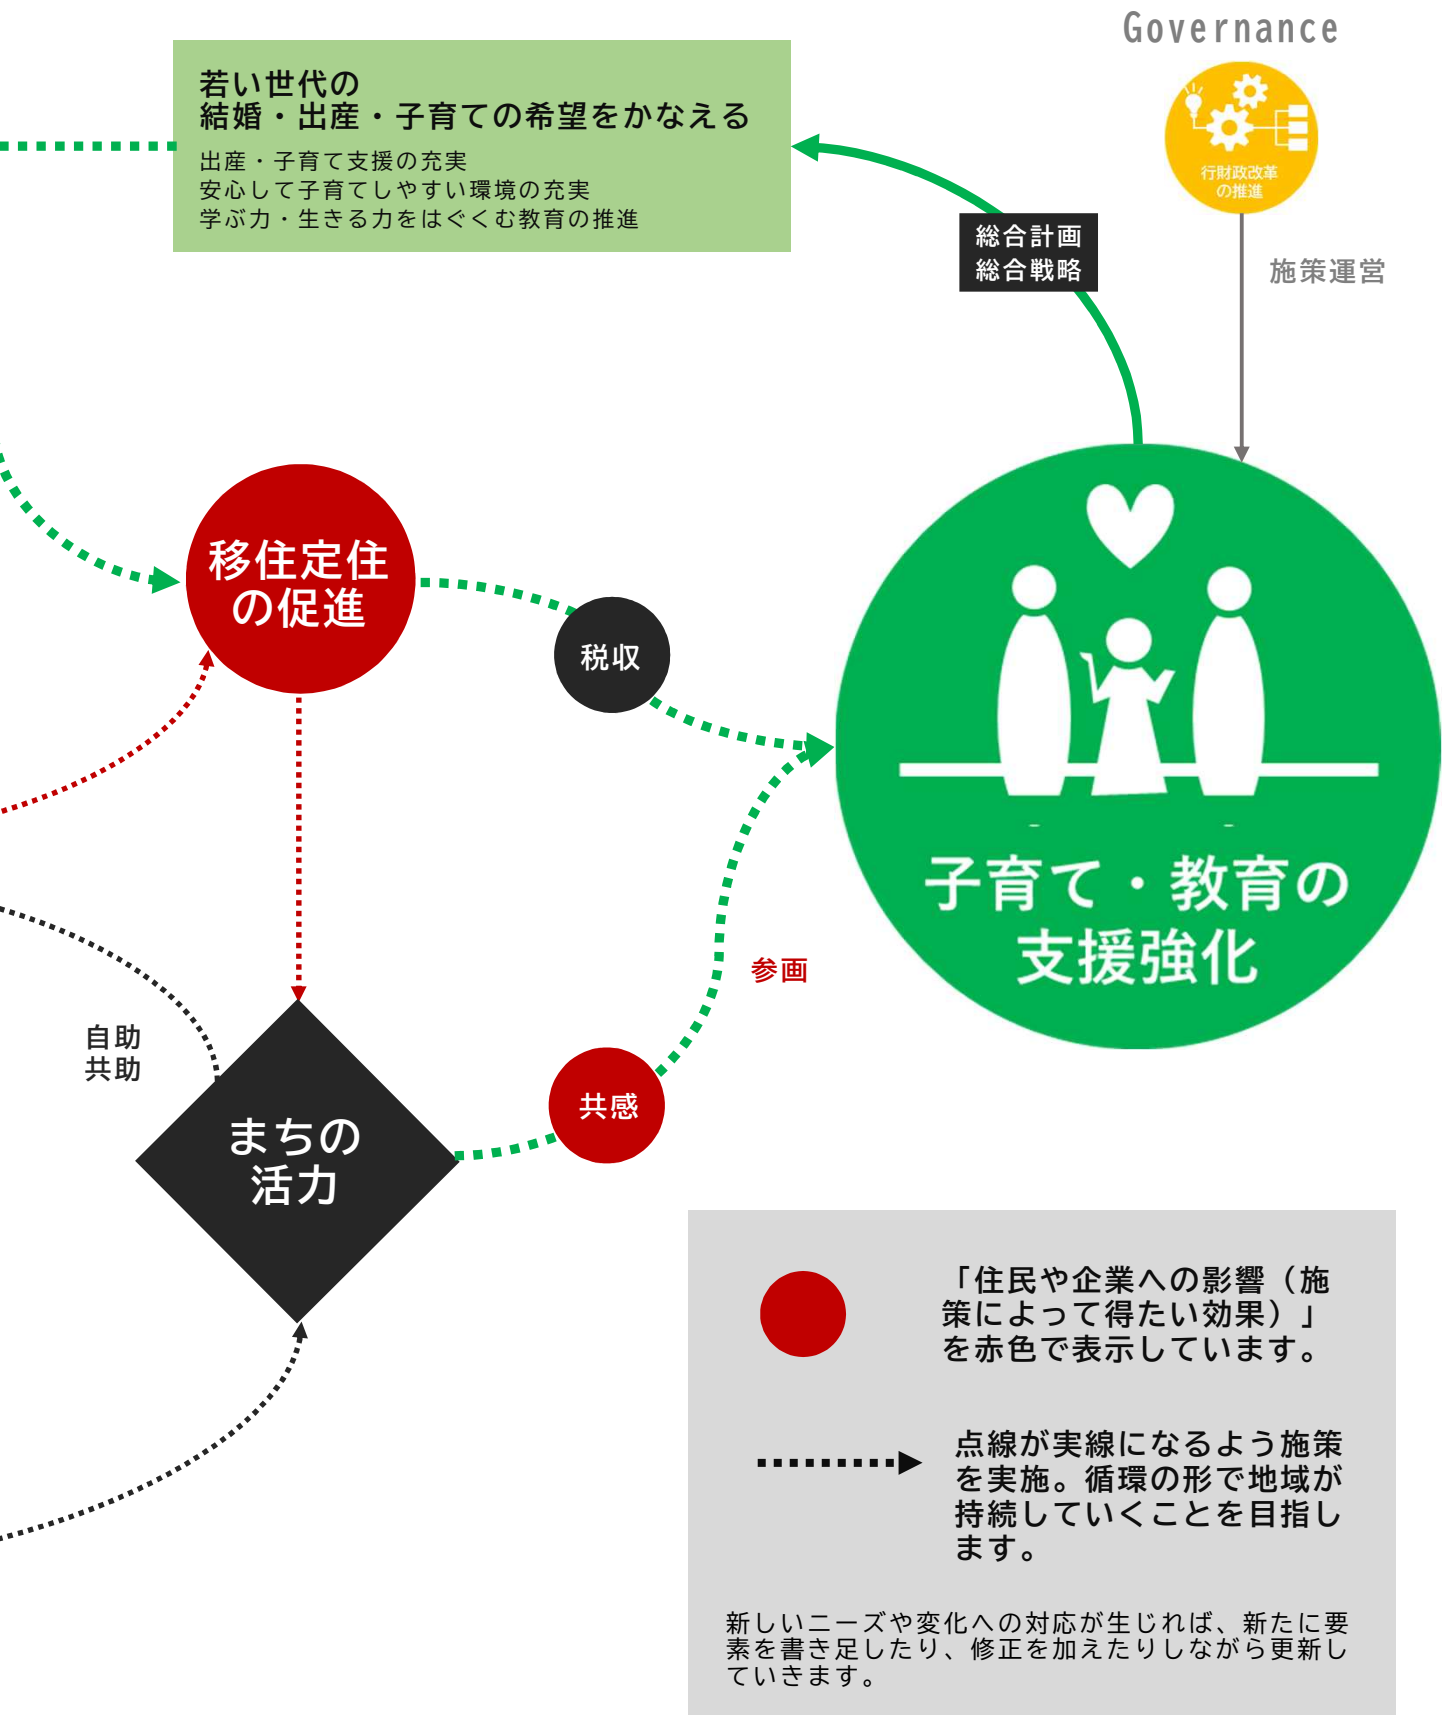 Governance
若い世代の
結婚・出産・子育ての希望をかなえる
出産・子育て支援の充実
安心して子育てしやすい環境の充実
学ぶ力・生きる力をはぐくむ教育の推進
行財政改革
の推進
総合計画
総合戦略
施策運営
移住定住
の促進
税収
子育て・教育の
支援強化
参画
自助
共助
共感
まちの
活力
「住民や企業への影響（施
策によって得たい効果）」
を赤色で表示しています。
点線が実線になるよう施策
を実施。循環の形で地域が
持続していくことを目指し
ます。
新しいニーズや変化への対応が生じれば、新たに要
素を書き足したり、修正を加えたりしながら更新し
ていきます。